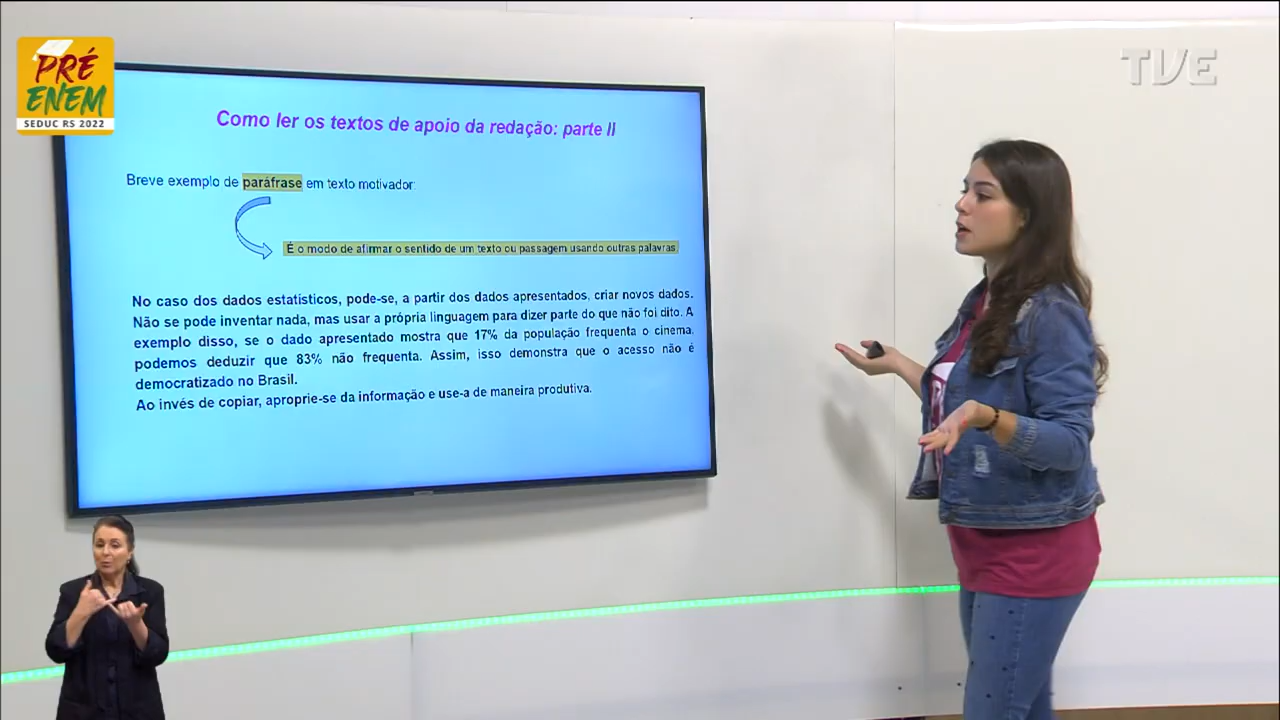 PRÉ
ENEM
SEDUC RS 2022
TVE
Como ler os textos de apoio da redação: parte II
Breve exemplo de paráfrase em texto motivador:
É o modo de afirmar o sentido de um texto ou passagem usando outras palavras.
No caso dos dados estatísticos, pode-se, a partir dos dados apresentados, criar novos dados.
Não se pode inventar nada, mas usar a própria linguagem para dizer parte do que não foi dito. A
exemplo disso, se o dado apresentado mostra que 17% da população frequenta o cinema,
podemos deduzir que 83% não frequenta. Assim, isso demonstra que o acesso não é
democratizado no Brasil.
Ao invés de copiar, aproprie-se da informação e use-a de maneira produtiva.